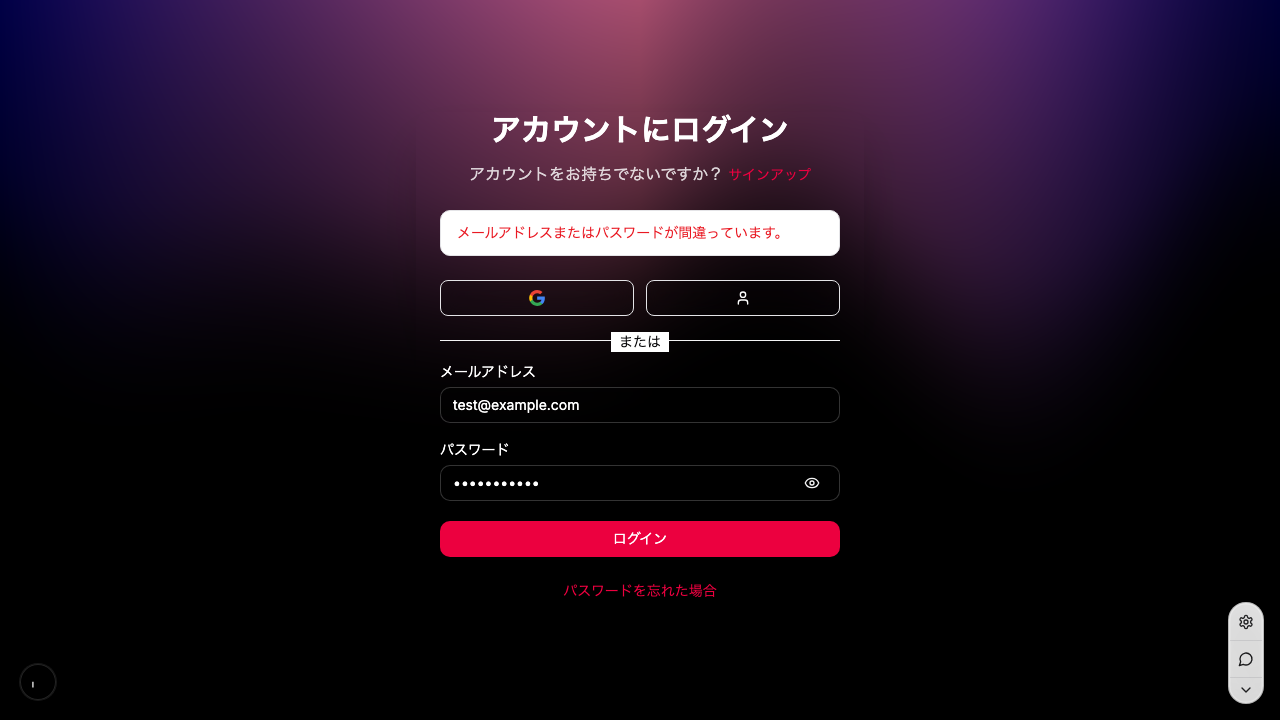 アカウントにログイン
アカウントをお持ちでないですか？ サインアップ
メールアドレスまたはパスワードが間違っています。
または
メールアドレス
test@example.com
パスワード
•••••••••••
ログイン
パスワードを忘れた場合